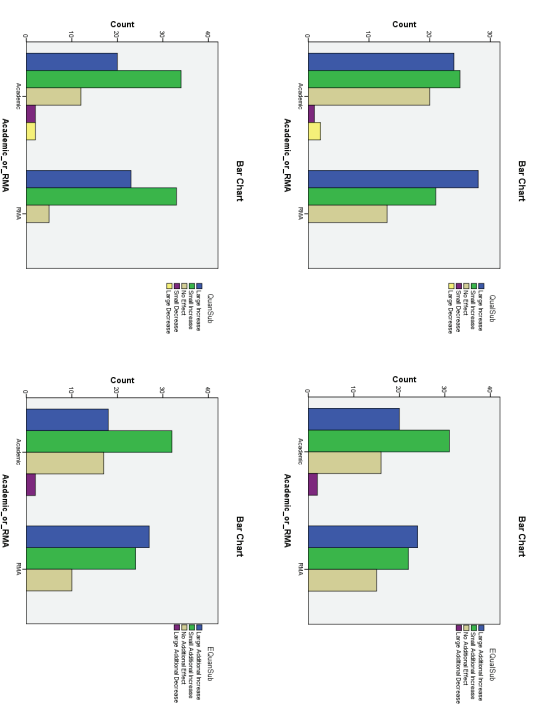 Bar Chart
Count
30
20
10
0
Academic
RMA
Academic_or_RMA
QualSub
Large Increase
Small Increase
No Effect
Small Decrease
Large Decrease
Bar Chart
Count
40
30
20
10
0
Academic
RMA
Academic_or_RMA
EQualSub
Large Additional Increase
Small Additional Increase
No Additional Effect
Large Additional Decrease
Bar Chart
Count
40
30
20
10
0
Academic
RMA
Academic_or_RMA
QuanSub
Large Increase
Small Increase
No Effect
Small Decrease
Large Decrease
Bar Chart
Count
40
30
20
10
0
Academic
RMA
Academic_or_RMA
EQuanSub
Large Additional Increase
Small Additional Increase
No Additional Effect
Large Additional Decrease